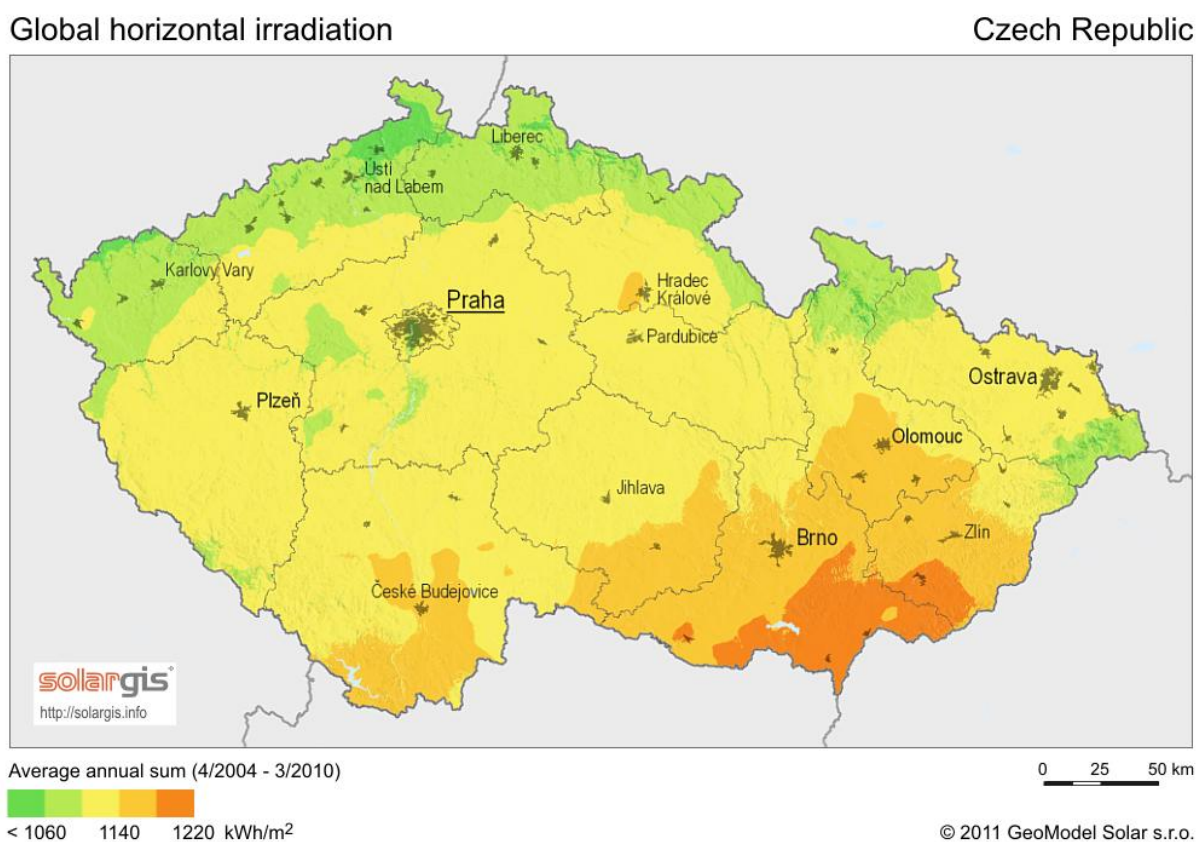 Global horizontal irradiation
Czech Republic
Liberec
Ústí
nad Labem
Karlovy Vary
Praha
Hradec
Králové
Pardubice
Plzeň
Ostrava
Olomouc
Jihlava
Brno
Zlín
České Budejovice
solargis
http://solargis.info
Average annual sum (4/2004 - 3/2010)
0 25 50 km
< 1060 1140 1220 kWh/m²
© 2011 GeoModel Solar s.r.o.